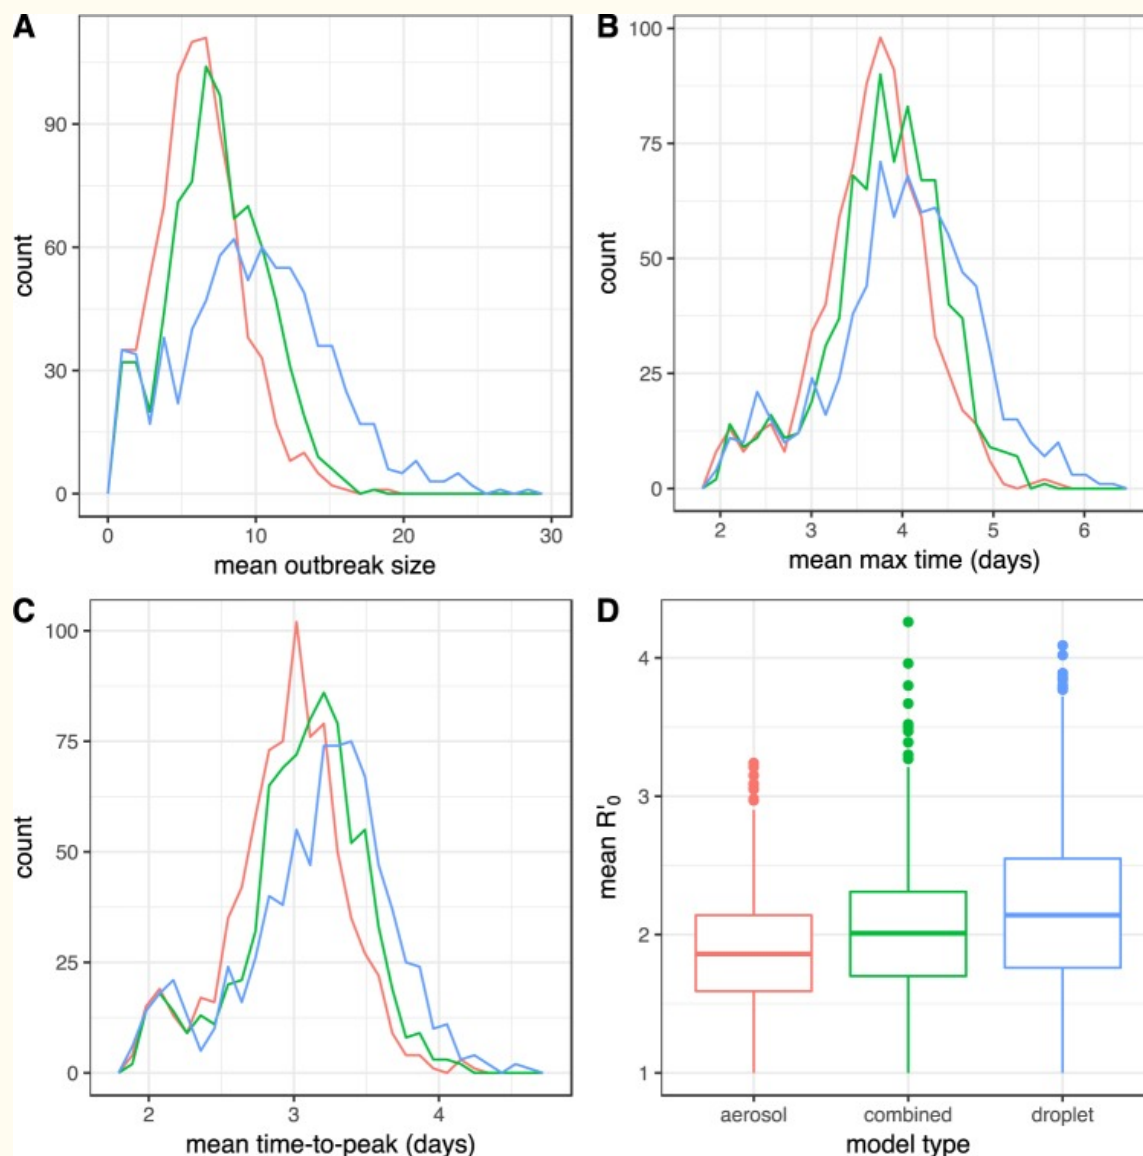 A
90
60
30
0
count
0 10 20 30
mean outbreak size
B
100
75
50
25
0
count
2 3 4 5 6
mean max time (days)
C
100
75
50
25
0
count
2 3 4
mean time-to-peak (days)
D
4
3
2
1
mean R'₀
aerosol combined droplet
model type